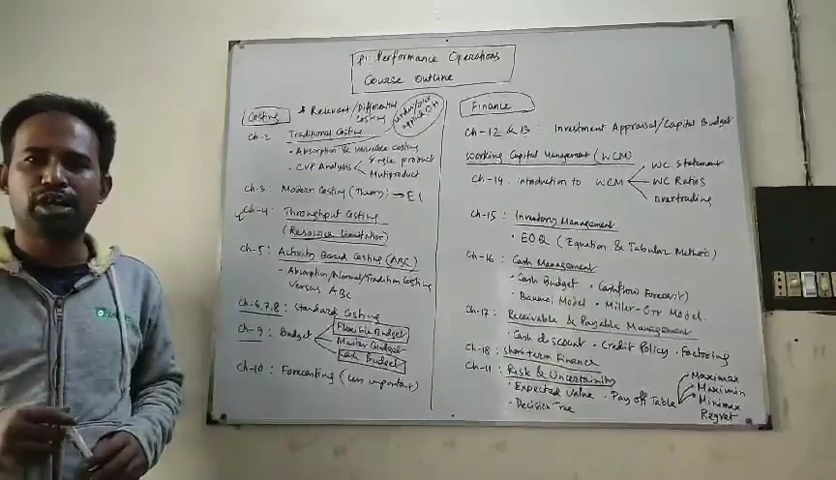 P1: Performance Operations
Course Outline
Costing
* Relevant/Differential Costing
under/over applied OH
Ch-2 Traditional Costing
• Absorption & Variable Costing
• CVP Analysis
Single product
Multiproduct
Ch-3 Modern Costing (Theory) → E1
Ch-4 Throughput Costing
(Resource Limitation)
Ch-5: Activity Based Costing (ABC)
- Absorption/Normal/Tradition Costing
versus ABC
Ch-6,7,8: Standard Costing
Ch-9: Budget
Flexible Budget
Master Budget
Cash Budget
Ch-10: Forecasting (less important)
Finance
Ch-12 & 13: Investment Appraisal/Capital Budget
Working Capital Management (WCM)
Ch-14. Introduction to WCM
WC Statement
WC Ratios
Overtrading
Ch-15: Inventory Management
• EOQ (Equation & Tabular Method)
Ch-16: Cash Management
• Cash Budget • Cashflow Forecast)
• Baumol Model • Miller-Orr Model.
Ch-17: Receivable & Payable Management
• Cash discount • Credit Policy • Factoring
Ch-18: Short term Finance
Ch-11: Risk & Uncertainity
• Expected Value • Pay off Table
Maximax
Maximin
Minimax
Regret
• Decision Tree